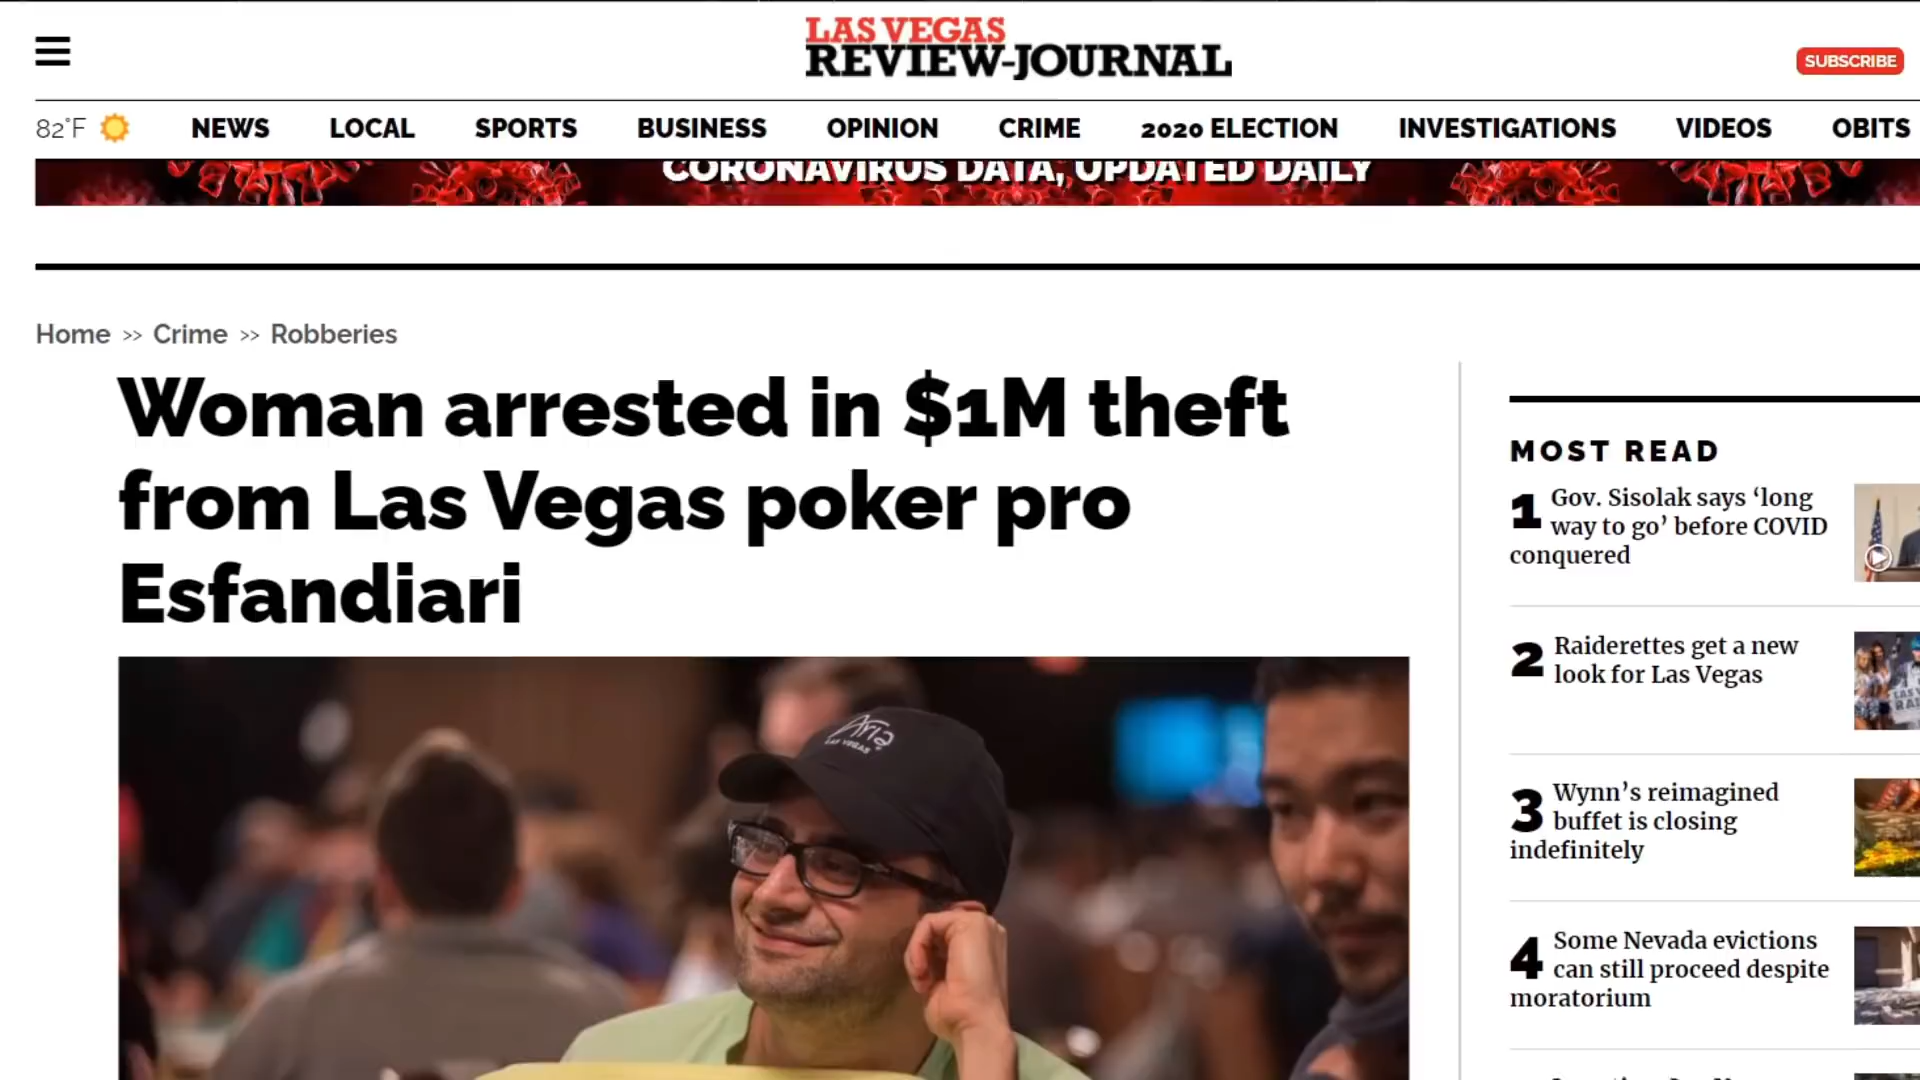 LAS VEGAS
REVIEW-JOURNAL
SUBSCRIBE
82°F
NEWS
LOCAL
SPORTS
BUSINESS
OPINION
CRIME
2020 ELECTION
INVESTIGATIONS
VIDEOS
OBITS
CORONAVIRUS DATA, UPDATED DAILY
Home >> Crime >> Robberies
Woman arrested in $1M theft
from Las Vegas poker pro
Esfandiari
Aria
LAS VEGAS
MOST READ
1 Gov. Sisolak says ‘long
way to go’ before COVID
conquered
2 Raiderettes get a new
look for Las Vegas
3 Wynn’s reimagined
buffet is closing
indefinitely
4 Some Nevada evictions
can still proceed despite
moratorium